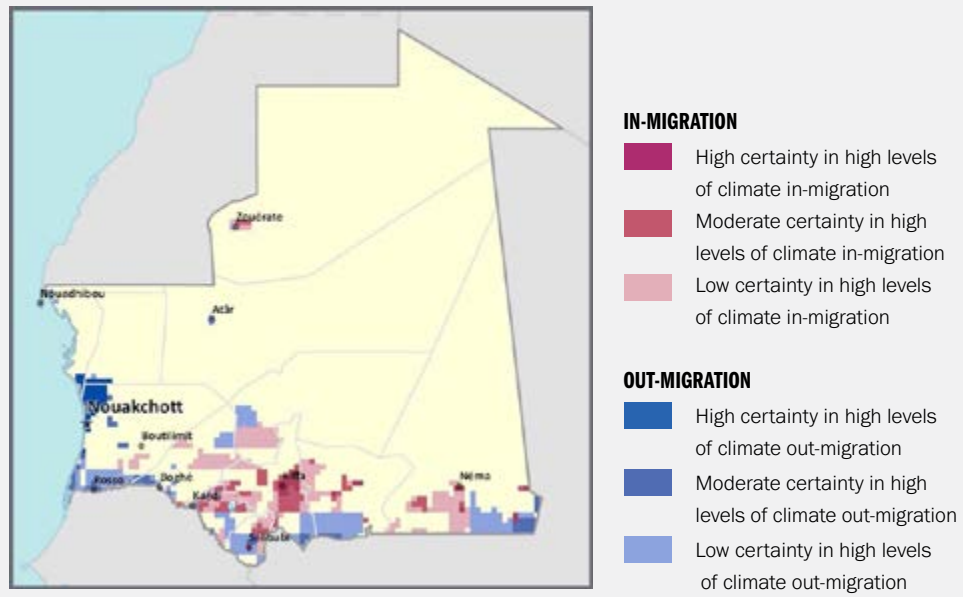 Zouérate
Nouadhibou
Atâr
Nouakchott
Boutilimit
Rosso
Boghé
Kaédi
Néma
Sélibabi
IN-MIGRATION
High certainty in high levels
of climate in-migration
Moderate certainty in high
levels of climate in-migration
Low certainty in high levels
of climate in-migration
OUT-MIGRATION
High certainty in high levels
of climate out-migration
Moderate certainty in high
levels of climate out-migration
Low certainty in high levels
of climate out-migration